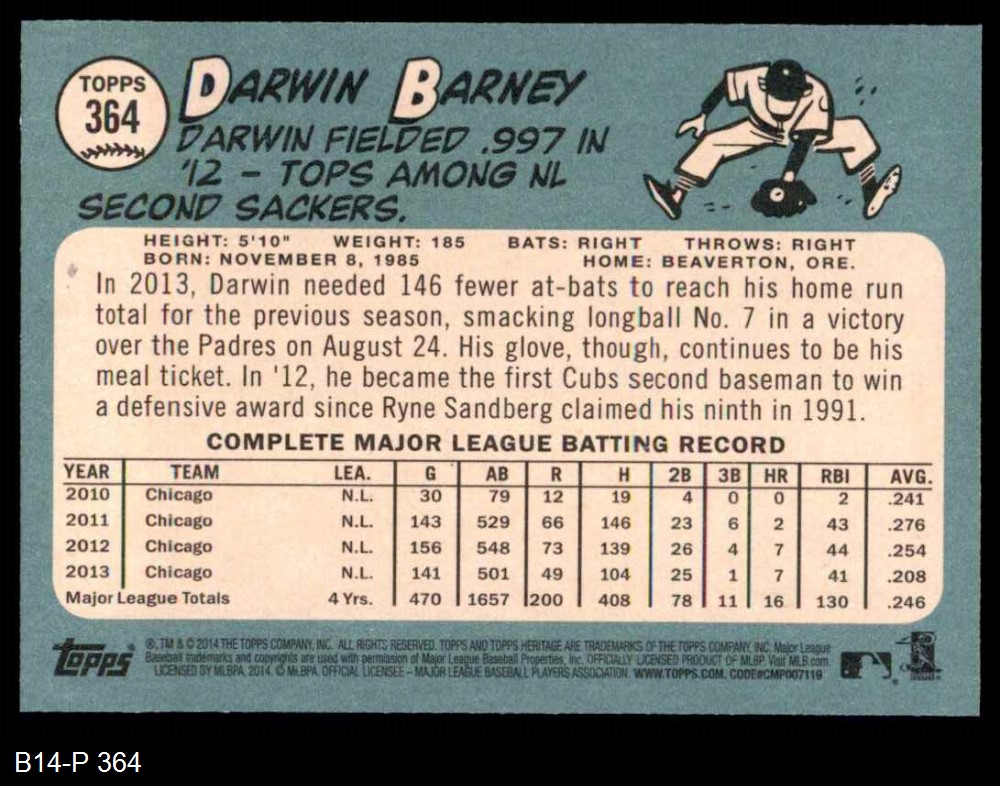 TOPPS
364
DARWIN BARNEY
DARWIN FIELDED .997 IN
'12 – TOPS AMONG NL
SECOND SACKERS.
HEIGHT: 5'10" WEIGHT: 185 BATS: RIGHT THROWS: RIGHT
BORN: NOVEMBER 8, 1985 HOME: BEAVERTON, ORE.
In 2013, Darwin needed 146 fewer at-bats to reach his home run
total for the previous season, smacking longball No. 7 in a victory
over the Padres on August 24. His glove, though, continues to be his
meal ticket. In '12, he became the first Cubs second baseman to win
a defensive award since Ryne Sandberg claimed his ninth in 1991.
COMPLETE MAJOR LEAGUE BATTING RECORD
YEAR TEAM LEA. G AB R H 2B 3B HR RBI AVG.
2010 Chicago N.L. 30 79 12 19 4 0 0 2 .241
2011 Chicago N.L. 143 529 66 146 23 6 2 43 .276
2012 Chicago N.L. 156 548 73 139 26 4 7 44 .254
2013 Chicago N.L. 141 501 49 104 25 1 7 41 .208
Major League Totals 4 Yrs. 470 1657 200 408 78 11 16 130 .246
topps
®, TM & © 2014 THE TOPPS COMPANY, INC. ALL RIGHTS RESERVED. TOPPS AND TOPPS HERITAGE ARE TRADEMARKS OF THE TOPPS COMPANY, INC. Major League
Baseball trademarks and copyrights are used with permission of Major League Baseball Properties, Inc. OFFICIALLY LICENSED PRODUCT OF MLBP. Visit MLB.com
LICENSED BY MLBPA, 2014. © MLBPA. OFFICIAL LICENSEE – MAJOR LEAGUE BASEBALL PLAYERS ASSOCIATION. WWW.TOPPS.COM. CODE#CMP007119
B14-P 364